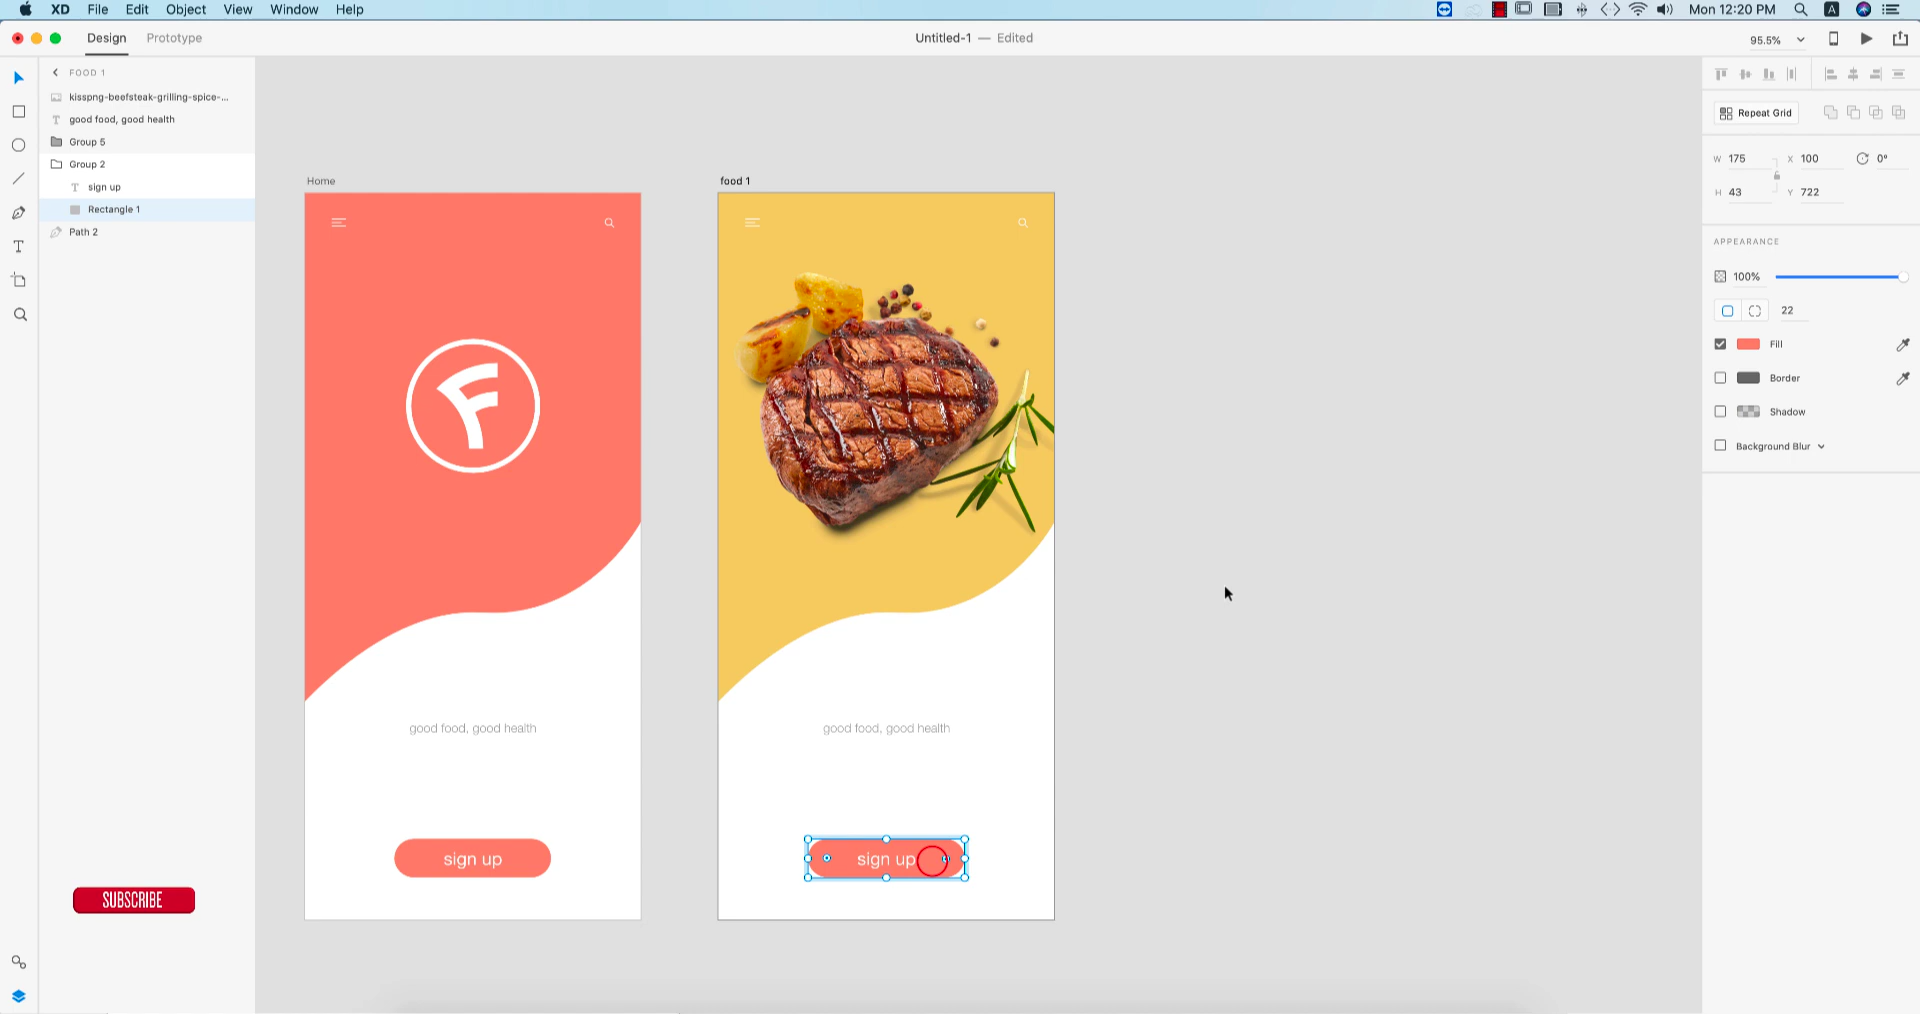 XD File Edit View Object Window Help
Mon 12:20 PM
A
Design Prototype
Untitled-1 — Edited
95.5%
FOOD 1
kisspng-beefsteak-grilling-spice-...
good food, good health
Group 5
Group 2
sign up
Rectangle 1
Path 2
Home
F
good food, good health
sign up
food 1
good food, good health
sign up
SUBSCRIBE
Repeat Grid
W 175 X 100 0°
H 43 Y 722
APPEARANCE
100%
22
Fill
Border
Shadow
Background Blur